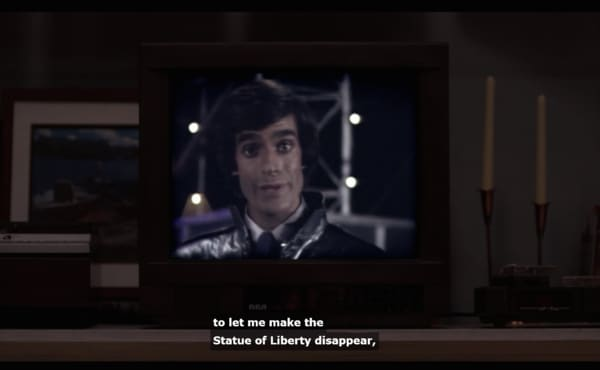 to let me make the
Statue of Liberty disappear,